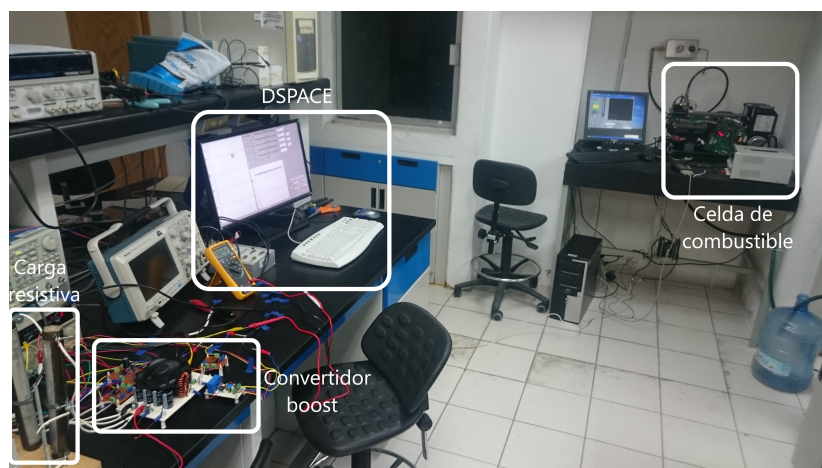 DSPACE
Celda de
combustible
Carga
resistiva
Convertidor
boost